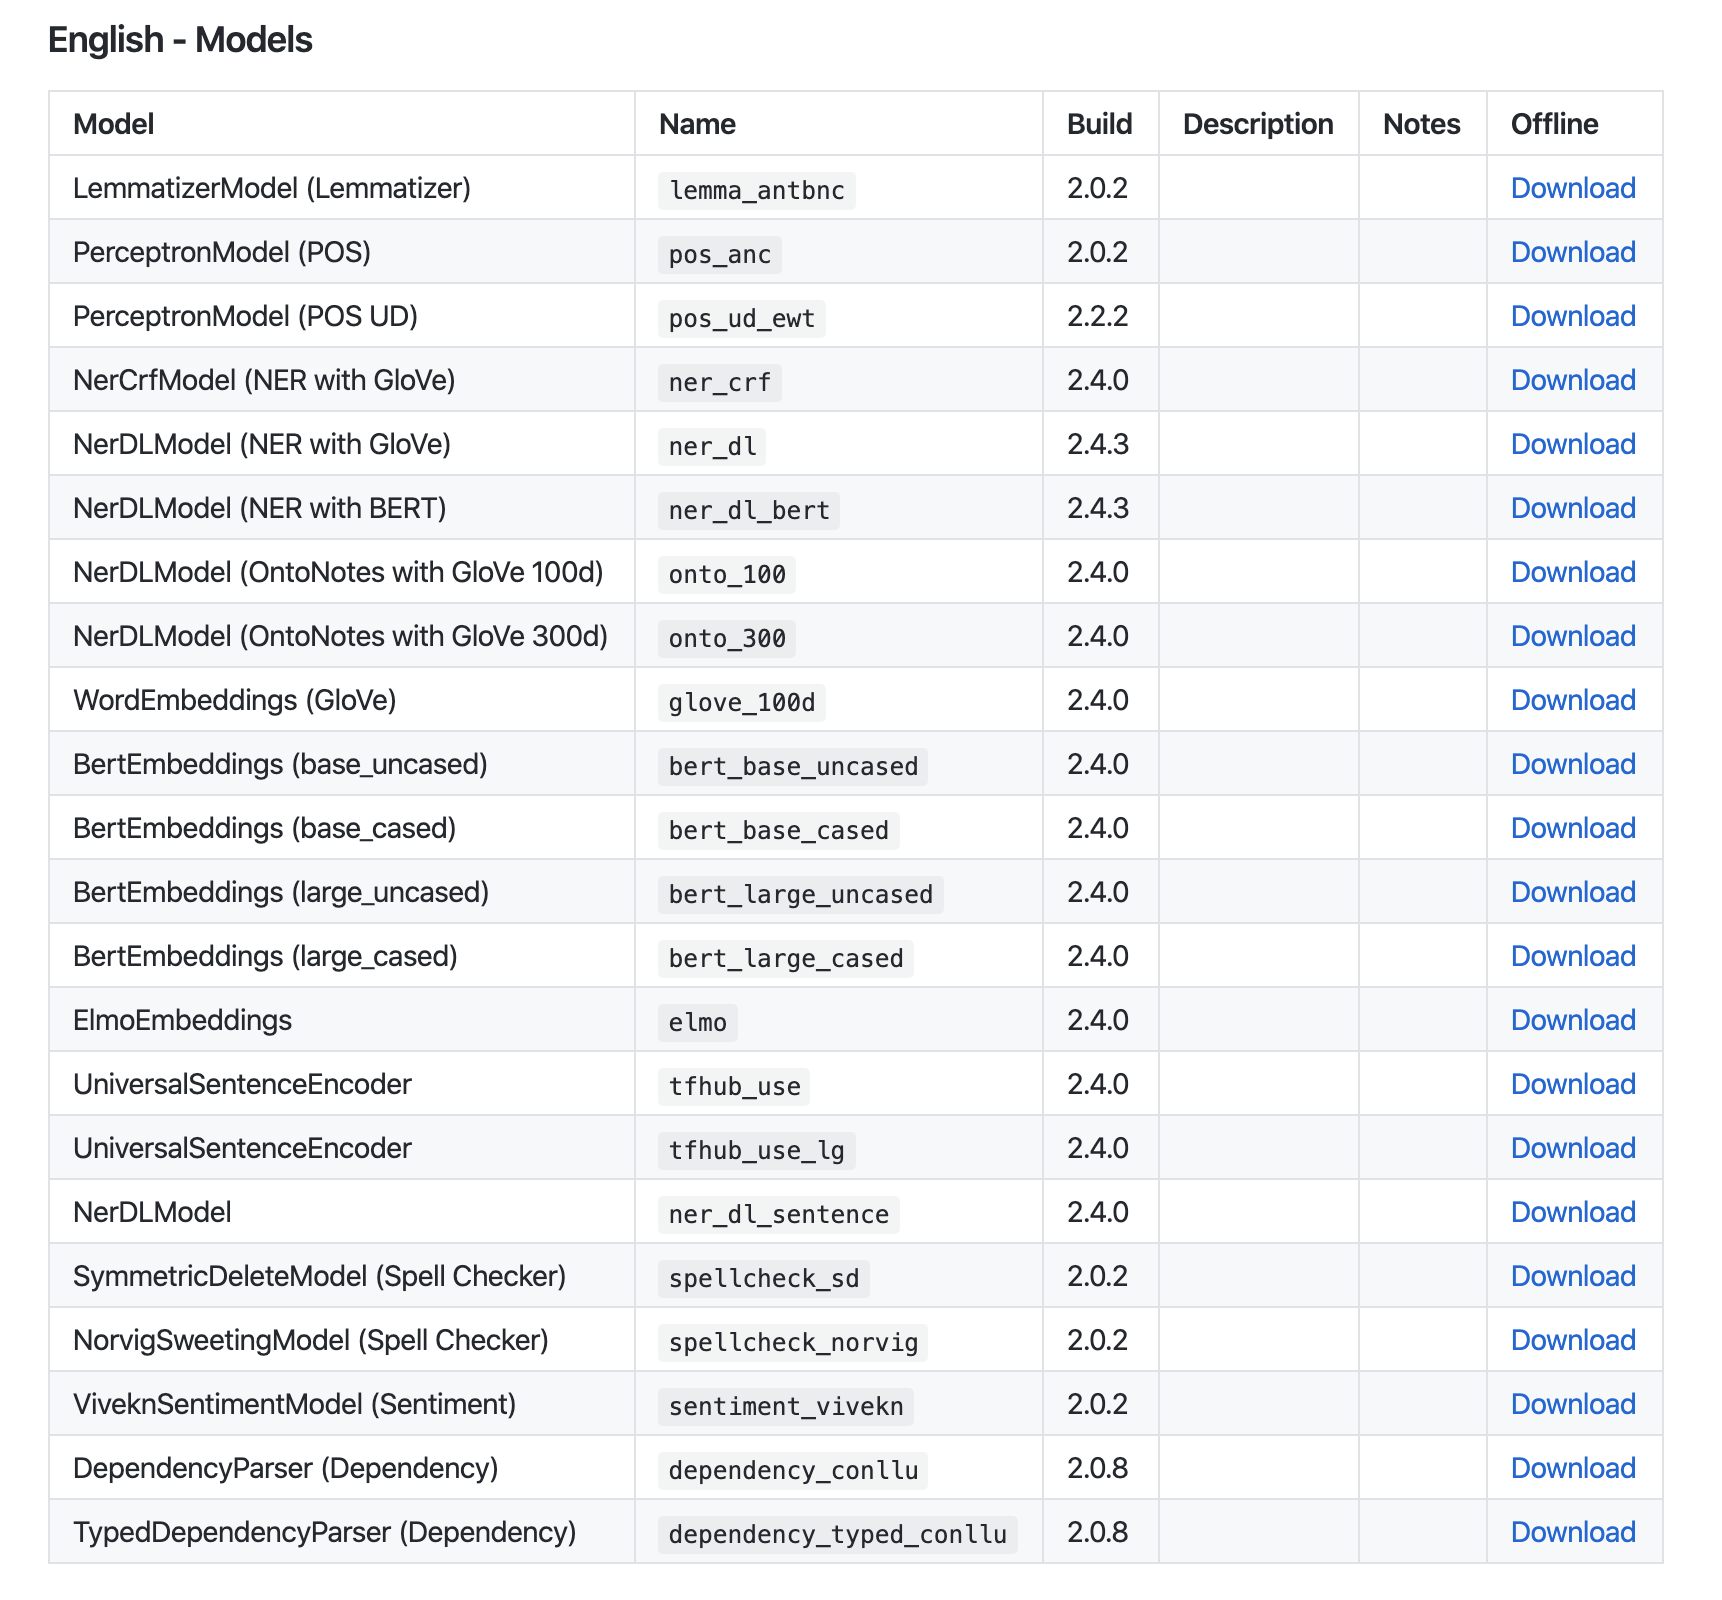 English - Models
Model Name Build Description Notes Offline
LemmatizerModel (Lemmatizer) lemma_antbnc 2.0.2 Download
PerceptronModel (POS) pos_anc 2.0.2 Download
PerceptronModel (POS UD) pos_ud_ewt 2.2.2 Download
NerCrfModel (NER with GloVe) ner_crf 2.4.0 Download
NerDLModel (NER with GloVe) ner_dl 2.4.3 Download
NerDLModel (NER with BERT) ner_dl_bert 2.4.3 Download
NerDLModel (OntoNotes with GloVe 100d) onto_100 2.4.0 Download
NerDLModel (OntoNotes with GloVe 300d) onto_300 2.4.0 Download
WordEmbeddings (GloVe) glove_100d 2.4.0 Download
BertEmbeddings (base_uncased) bert_base_uncased 2.4.0 Download
BertEmbeddings (base_cased) bert_base_cased 2.4.0 Download
BertEmbeddings (large_uncased) bert_large_uncased 2.4.0 Download
BertEmbeddings (large_cased) bert_large_cased 2.4.0 Download
ElmoEmbeddings elmo 2.4.0 Download
UniversalSentenceEncoder tfhub_use 2.4.0 Download
UniversalSentenceEncoder tfhub_use_lg 2.4.0 Download
NerDLModel ner_dl_sentence 2.4.0 Download
SymmetricDeleteModel (Spell Checker) spellcheck_sd 2.0.2 Download
NorvigSweetingModel (Spell Checker) spellcheck_norvig 2.0.2 Download
ViveknSentimentModel (Sentiment) sentiment_vivekn 2.0.2 Download
DependencyParser (Dependency) dependency_conllu 2.0.8 Download
TypedDependencyParser (Dependency) dependency_typed_conllu 2.0.8 Download